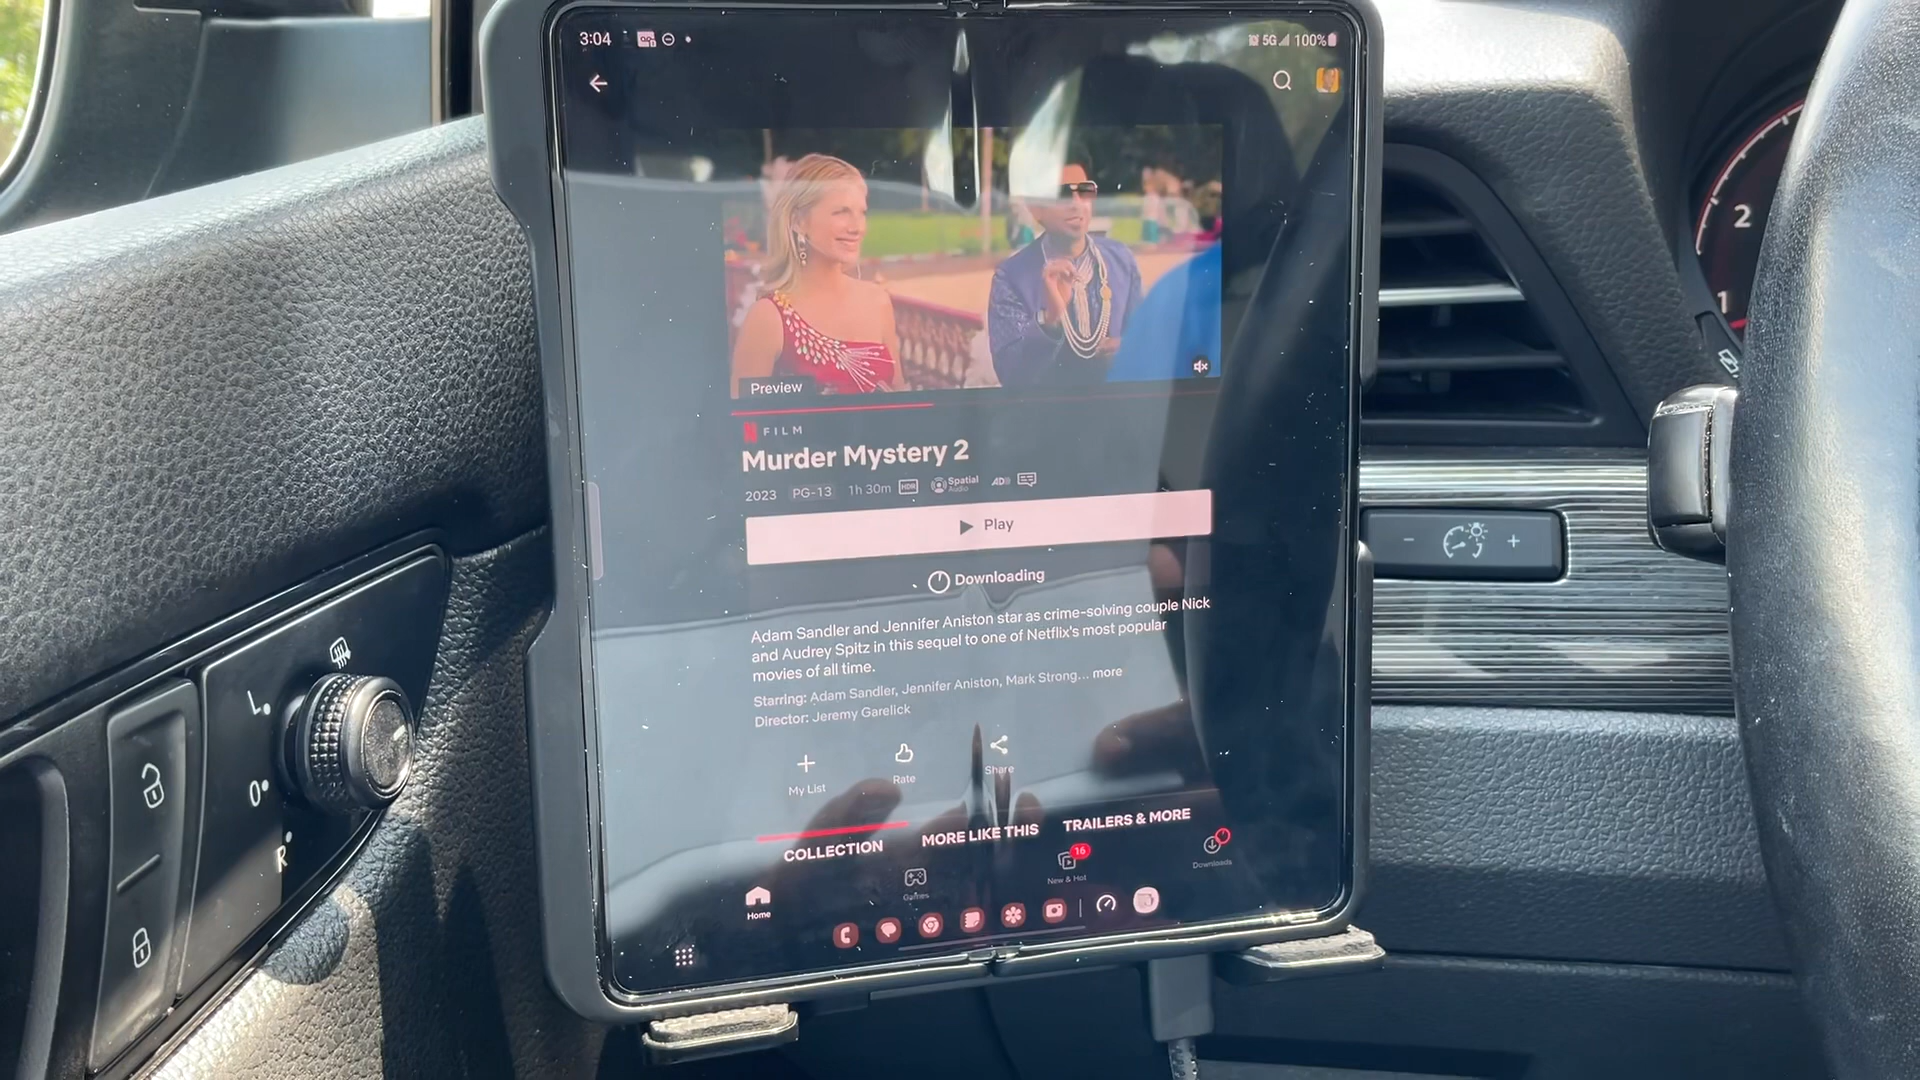 3:04
5G 100%
Preview
FILM
Murder Mystery 2
2023 PG-13 1h 30m HDR Spatial Audio AD
Play
Downloading
Adam Sandler and Jennifer Aniston star as crime-solving couple Nick
and Audrey Spitz in this sequel to one of Netflix's most popular
movies of all time.
Starring: Adam Sandler, Jennifer Aniston, Mark Strong... more
Director: Jeremy Garelick
My List
Rate
Share
COLLECTION
MORE LIKE THIS
TRAILERS & MORE
Home
Games
16
New & Hot
Downloads
L
0
R
2
1
- +